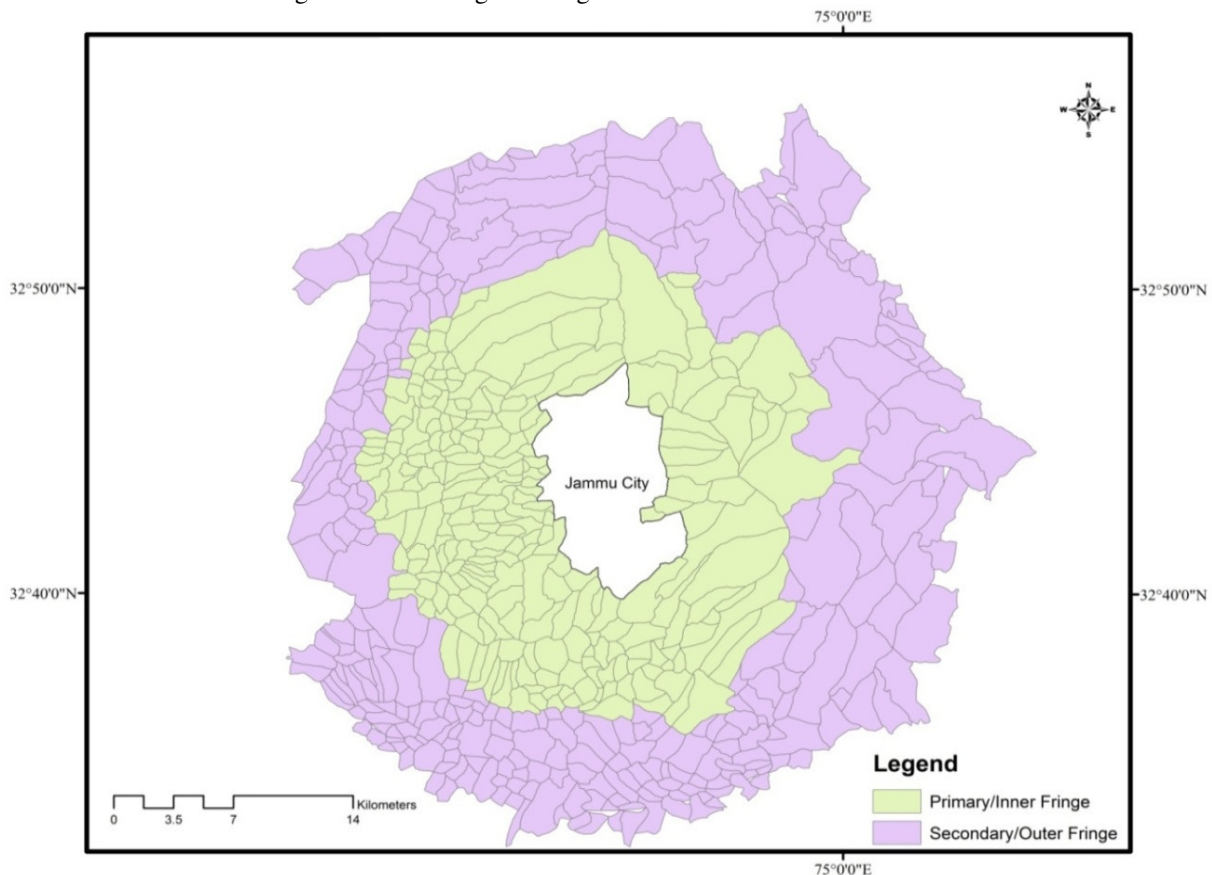 75°0'0"E
N
W E
S
32°50'0"N 32°50'0"N
Jammu City
32°40'0"N 32°40'0"N
Legend
Primary/Inner Fringe
Secondary/Outer Fringe
Kilometers
0 3.5 7 14
75°0'0"E